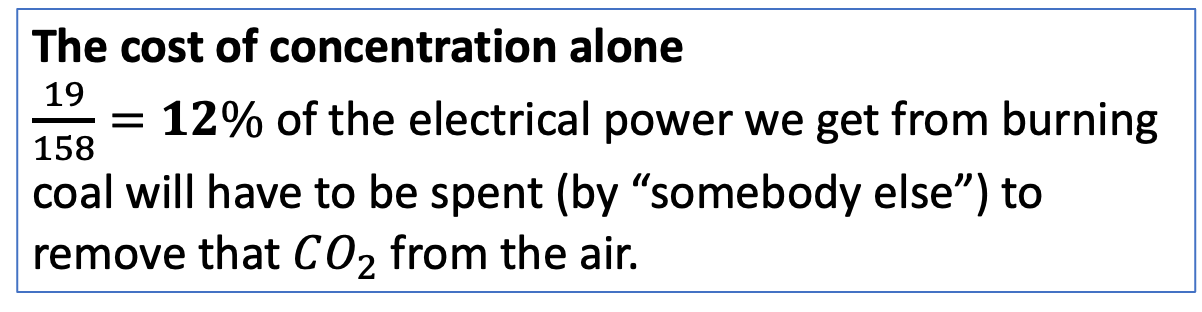 The cost of concentration alone
19/158 = 12% of the electrical power we get from burning
coal will have to be spent (by “somebody else”) to
remove that CO₂ from the air.